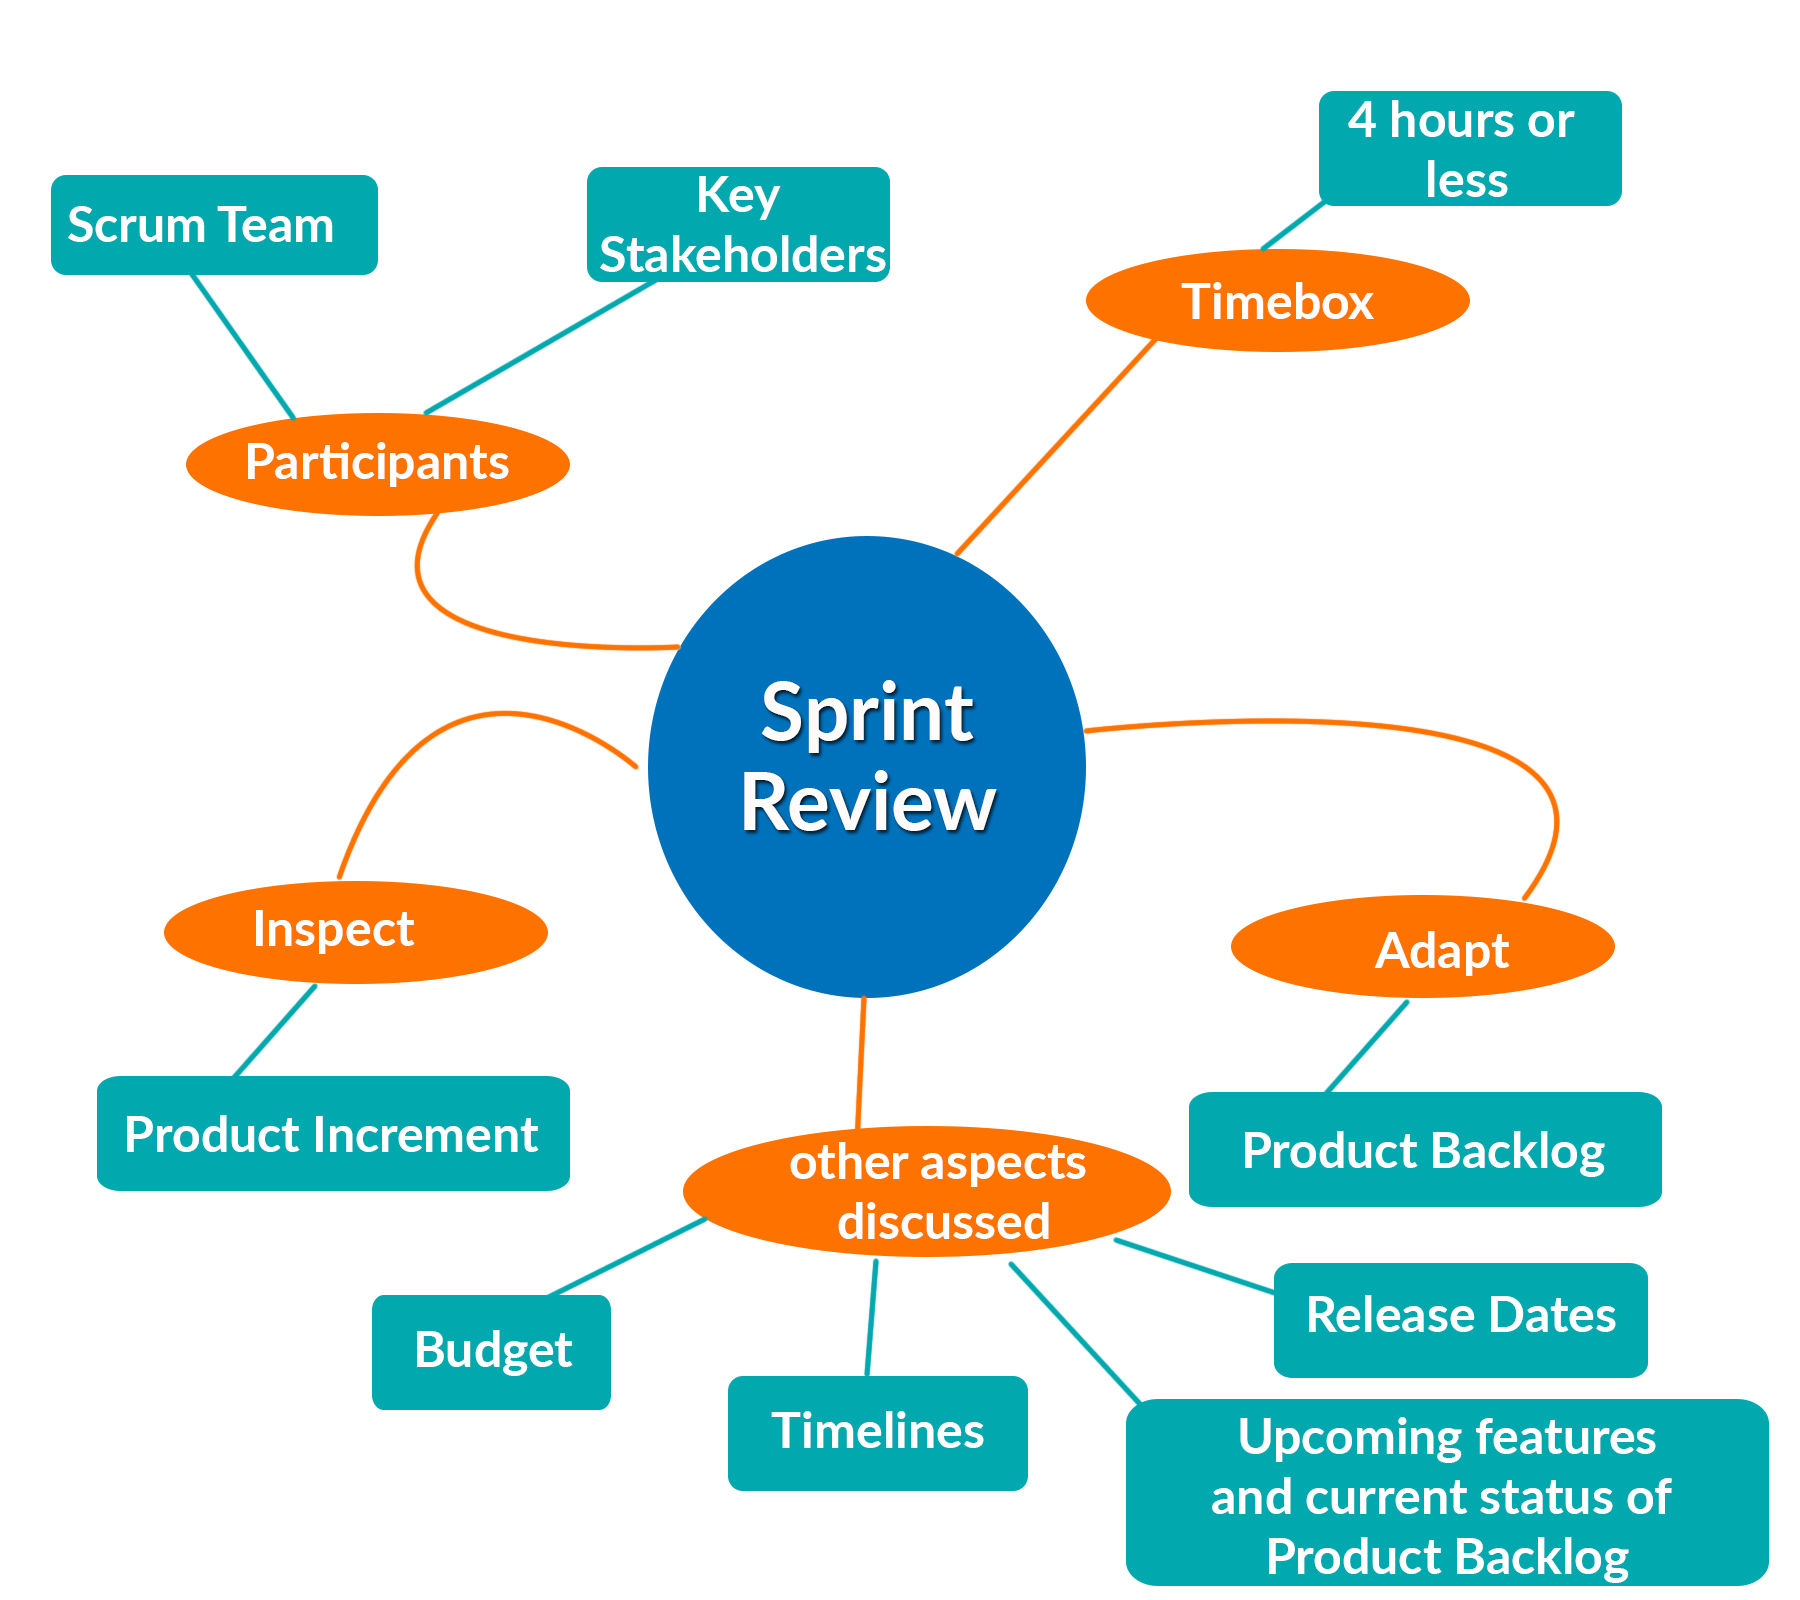 4 hours or
less
Scrum Team
Key
Stakeholders
Timebox
Participants
Sprint
Review
Inspect
Adapt
Product Increment
Product Backlog
other aspects
discussed
Budget
Timelines
Release Dates
Upcoming features
and current status of
Product Backlog